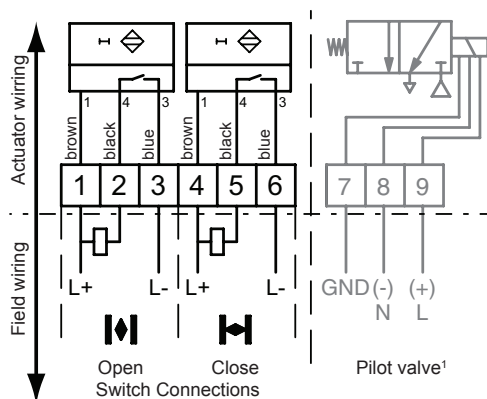 Actuator wirring
1 4 3 1 4 3
brown black blue brown black blue
1 2 3 4 5 6 7 8 9
Field wiring
L+ L- L+ L- GND (-) (+)
N L
Open Close Pilot valve¹
Switch Connections